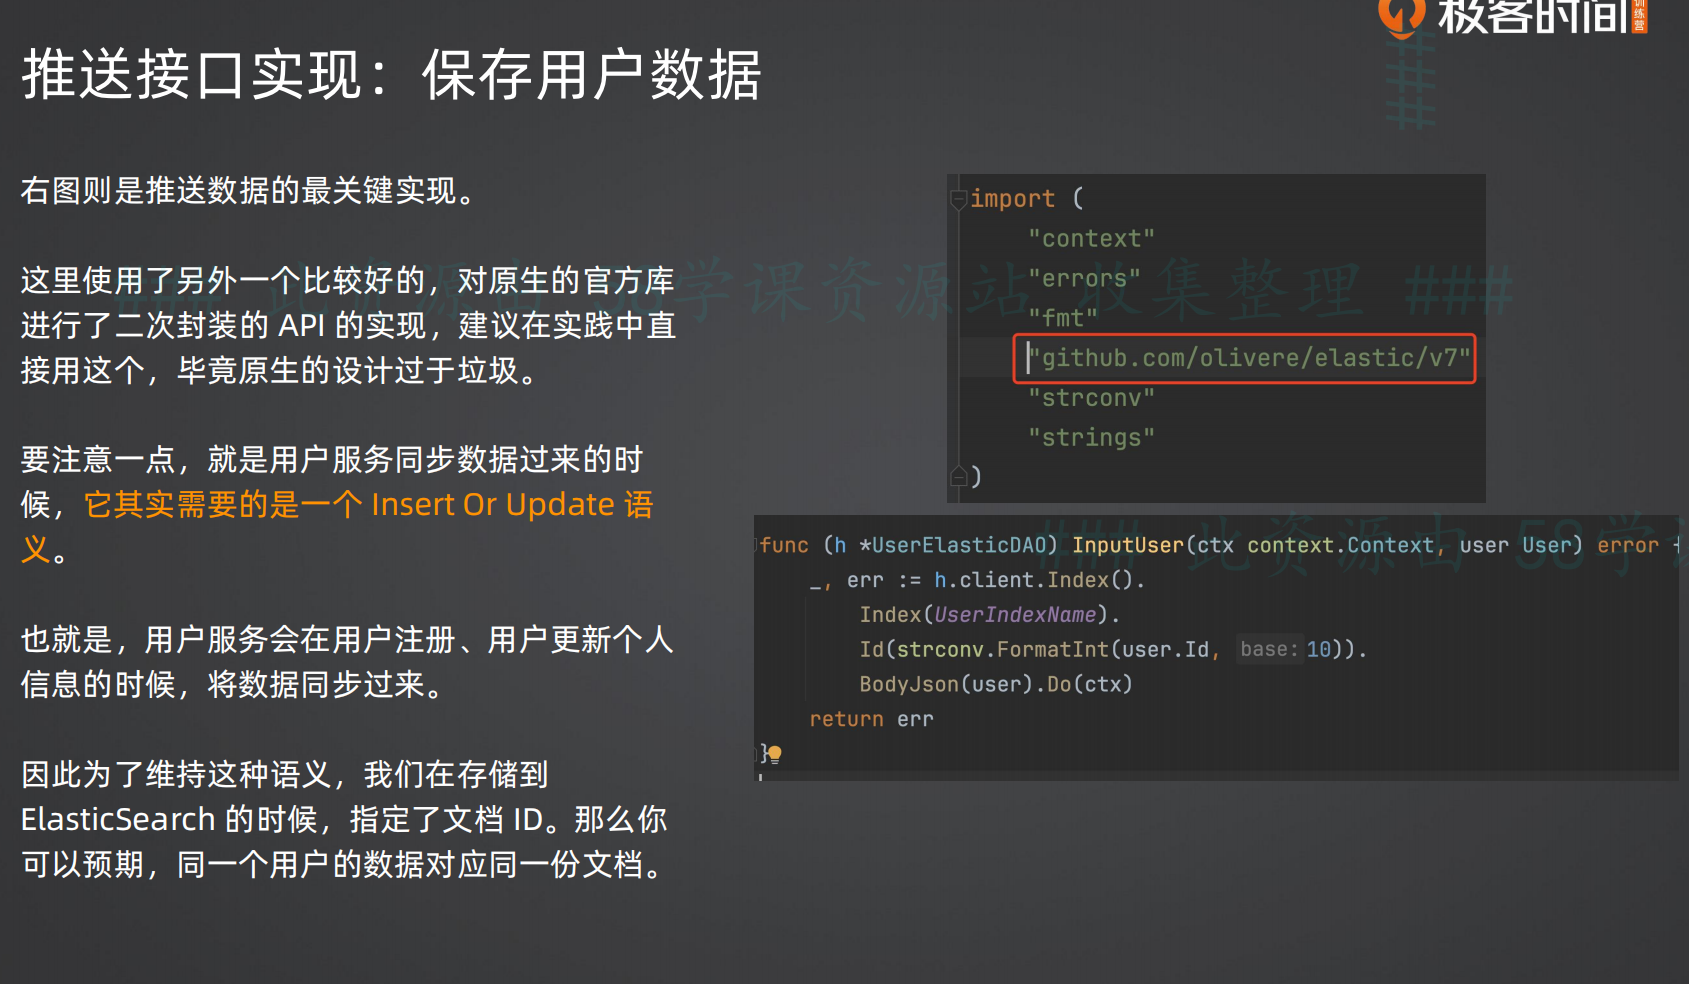 极客时间
训练营
推送接口实现：保存用户数据
右图则是推送数据的最关键实现。
这里使用了另外一个比较好的，对原生的官方库
进行了二次封装的 API 的实现，建议在实践中直
接用这个，毕竟原生的设计过于垃圾。
要注意一点，就是用户服务同步数据过来的时
候，它其实需要的是一个 Insert Or Update 语
义。
也就是，用户服务会在用户注册、用户更新个人
信息的时候，将数据同步过来。
因此为了维持这种语义，我们在存储到
ElasticSearch 的时候，指定了文档 ID。那么你
可以预期，同一个用户的数据对应同一份文档。
import (
"context"
"errors"
"fmt"
"github.com/olivere/elastic/v7"
"strconv"
"strings"
)
func (h *UserElasticDAO) InputUser(ctx context.Context, user User) error {
_, err := h.client.Index().
Index(UserIndexName).
Id(strconv.FormatInt(user.Id, base: 10)).
BodyJson(user).Do(ctx)
return err
}
###
### 此资源由 58学课资源站 收集整理 ###
### 此资源由 58学